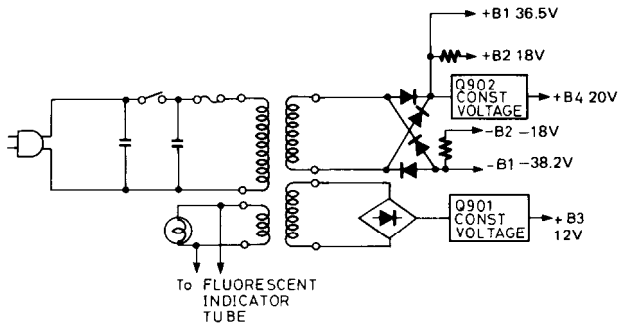 +B1 36.5V
+B2 18V
Q902
CONST
VOLTAGE
+B4 20V
-B2 -18V
-B1 -38.2V
Q901
CONST
VOLTAGE
+ B3
12V
To FLUORESCENT
INDICATOR
TUBE